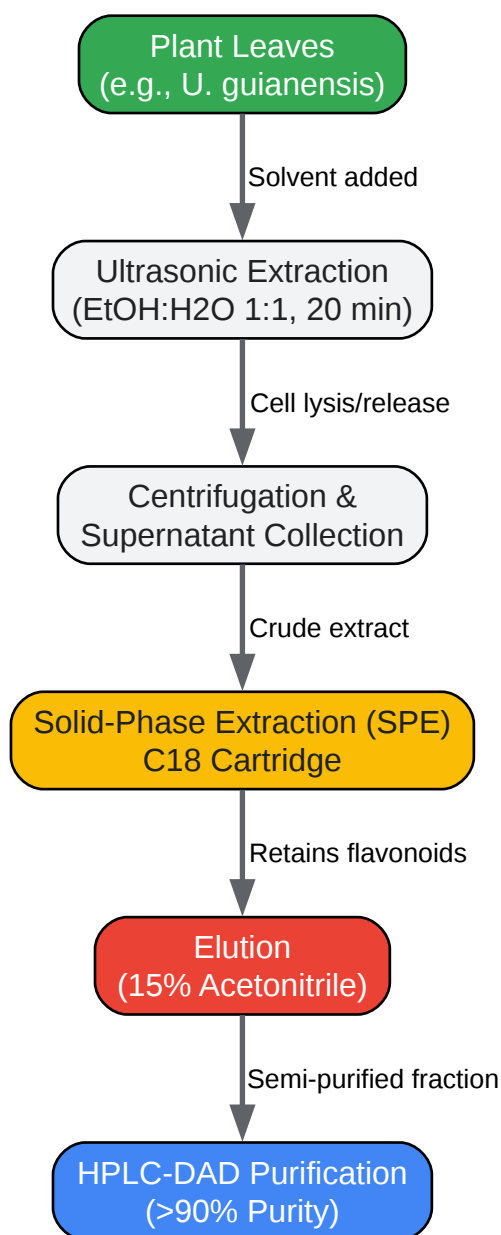 Plant Leaves
(e.g., U. guianensis)
Solvent added
Ultrasonic Extraction
(EtOH:H2O 1:1, 20 min)
Cell lysis/release
Centrifugation &
Supernatant Collection
Crude extract
Solid-Phase Extraction (SPE)
C18 Cartridge
Retains flavonoids
Elution
(15% Acetonitrile)
Semi-purified fraction
HPLC-DAD Purification
(>90% Purity)